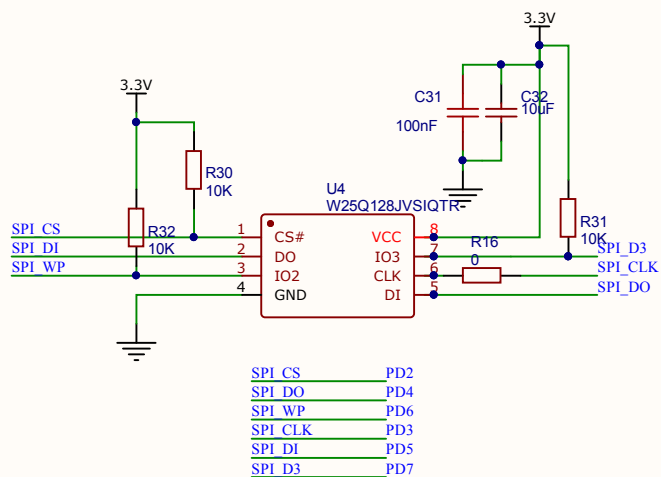 3.3V
3.3V
C31
100nF
C32
10uF
R30
10K
U4
W25Q128JVSIQTR
SPI_CS
SPI_DI
SPI_WP
R32
10K
1
2
3
4
CS#
DO
IO2
GND
VCC
IO3
CLK
DI
8
7
6
5
R16
0
R31
10K
SPI_D3
SPI_CLK
SPI_DO
SPI_CS PD2
SPI_DO PD4
SPI_WP PD6
SPI_CLK PD3
SPI_DI PD5
SPI_D3 PD7